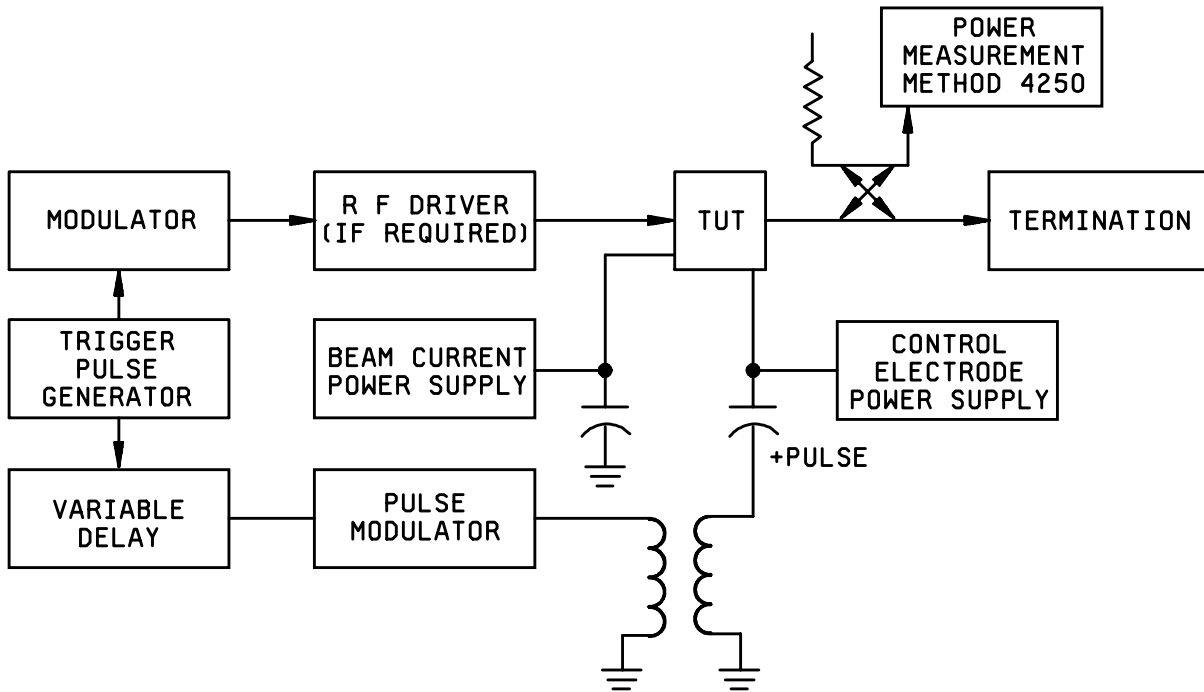 POWER
MEASUREMENT
METHOD 4250
MODULATOR
R F DRIVER
(IF REQUIRED)
TUT
TERMINATION
TRIGGER
PULSE
GENERATOR
BEAM CURRENT
POWER SUPPLY
CONTROL
ELECTRODE
POWER SUPPLY
+PULSE
VARIABLE
DELAY
PULSE
MODULATOR